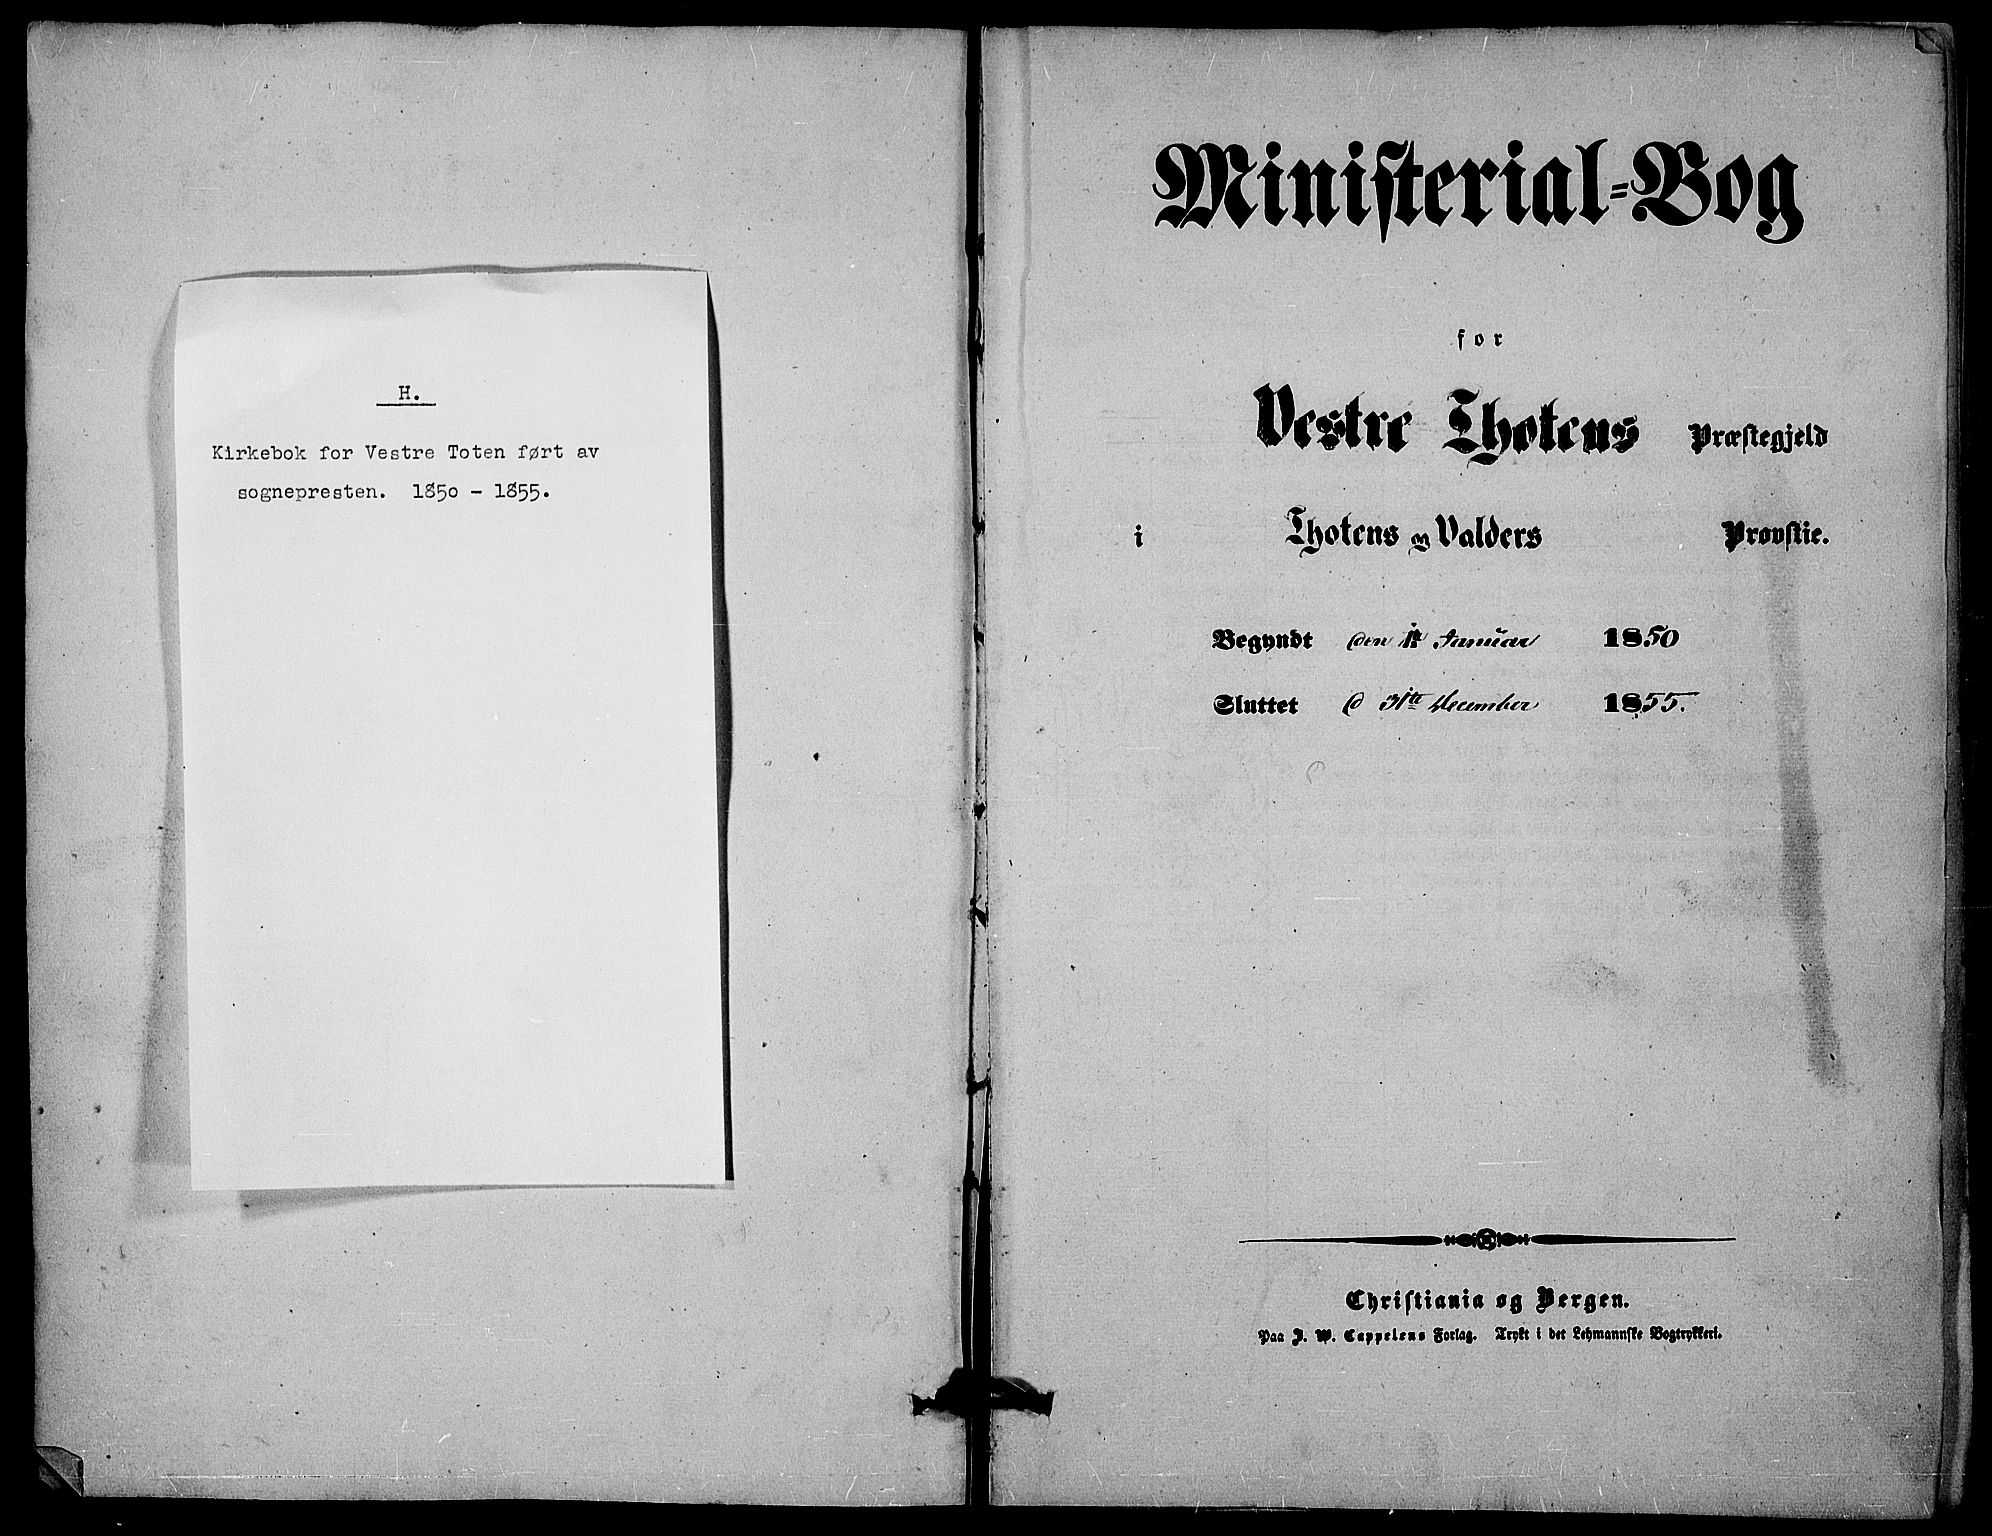 H.
Kirkebok for Vestre Toten ført av
sognepresten. 1850 - 1855.
Ministerial-Bog
for
Vestre Thotens Præstegjeld
i Thotens og Valders Provstie.
Begyndt den 1te Januar 1850
Sluttet d 31te December 1855.
Christiania og Bergen.
Paa J. W. Cappelens Forlag. Trykt i det Lehmannske Bogtrykkeri.